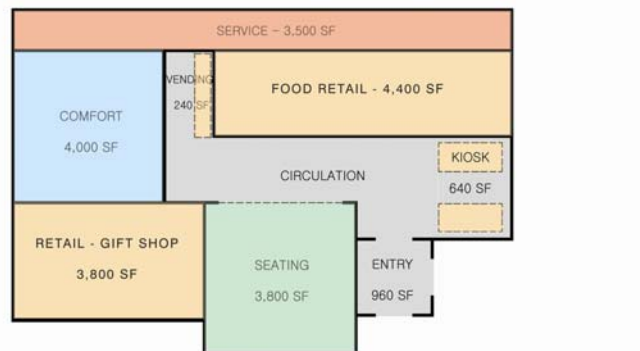 SERVICE – 3,500 SF
VENDING
240 SF
FOOD RETAIL - 4,400 SF
COMFORT
4,000 SF
KIOSK
640 SF
CIRCULATION
RETAIL - GIFT SHOP
3,800 SF
SEATING
3,800 SF
ENTRY
960 SF